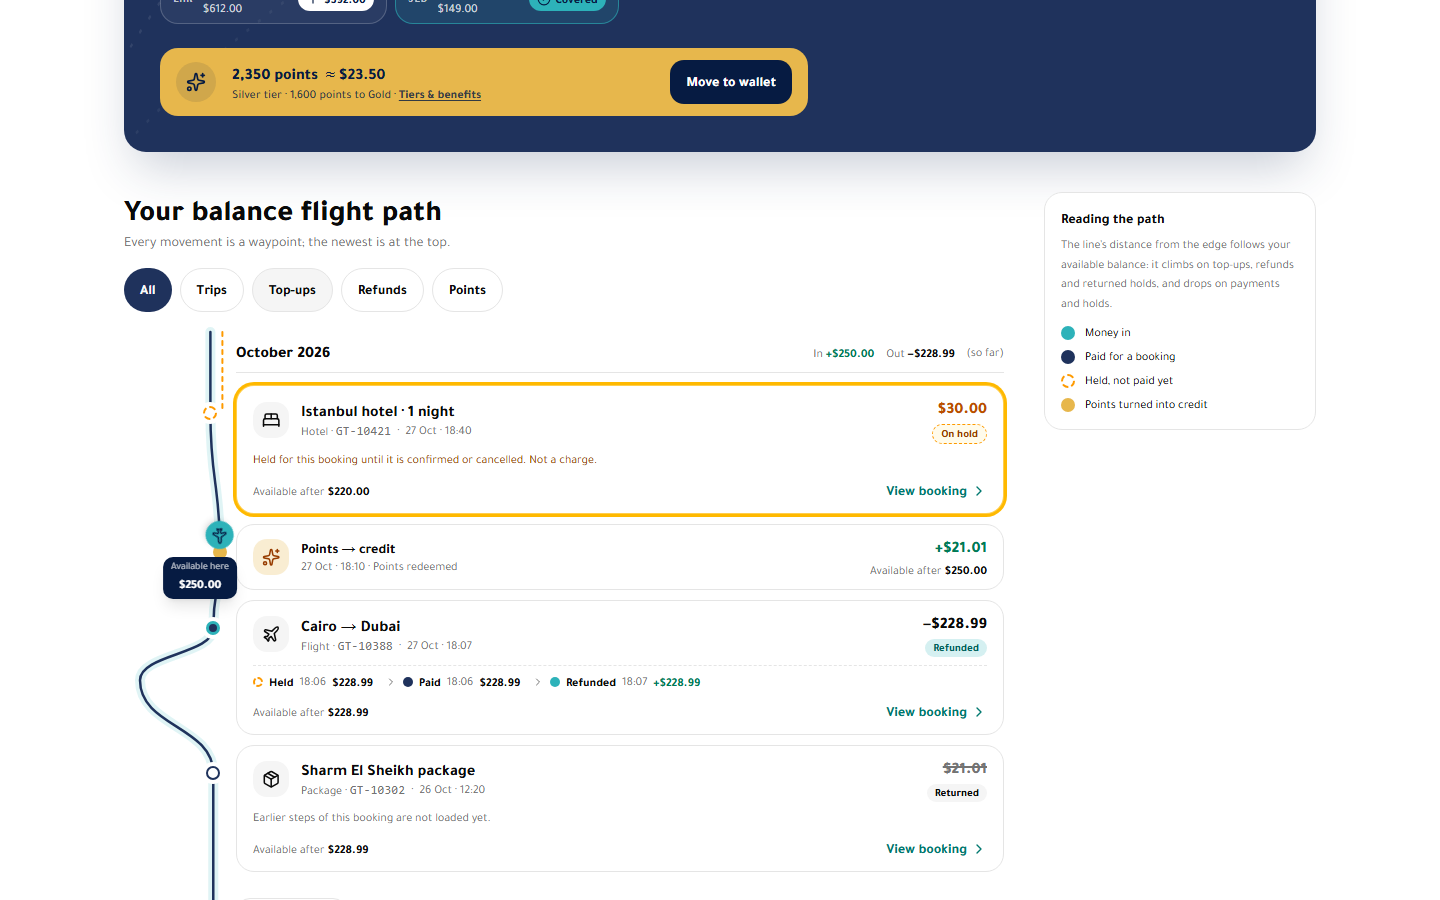 $612.00
$149.00
2,350 points ≈ $23.50
Silver tier · 1,600 points to Gold · Tiers & benefits
Move to wallet
Your balance flight path
Every movement is a waypoint; the newest is at the top.
All
Trips
Top-ups
Refunds
Points
October 2026
In +$250.00 Out −$228.99 (so far)
Istanbul hotel · 1 night
$30.00
Hotel · GT-10421 · 27 Oct · 18:40
On hold
Held for this booking until it is confirmed or cancelled. Not a charge.
Available after $220.00
View booking
Points → credit
+$21.01
27 Oct · 18:10 · Points redeemed
Available after $250.00
Available here
$250.00
Cairo → Dubai
−$228.99
Flight · GT-10388 · 27 Oct · 18:07
Refunded
Held 18:06 $228.99 Paid 18:06 $228.99 Refunded 18:07 +$228.99
Available after $228.99
View booking
Sharm El Sheikh package
$21.01
Package · GT-10302 · 26 Oct · 12:20
Returned
Earlier steps of this booking are not loaded yet.
Available after $228.99
View booking
Reading the path
The line's distance from the edge follows your
available balance: it climbs on top-ups, refunds
and returned holds, and drops on payments
and holds.
Money in
Paid for a booking
Held, not paid yet
Points turned into credit